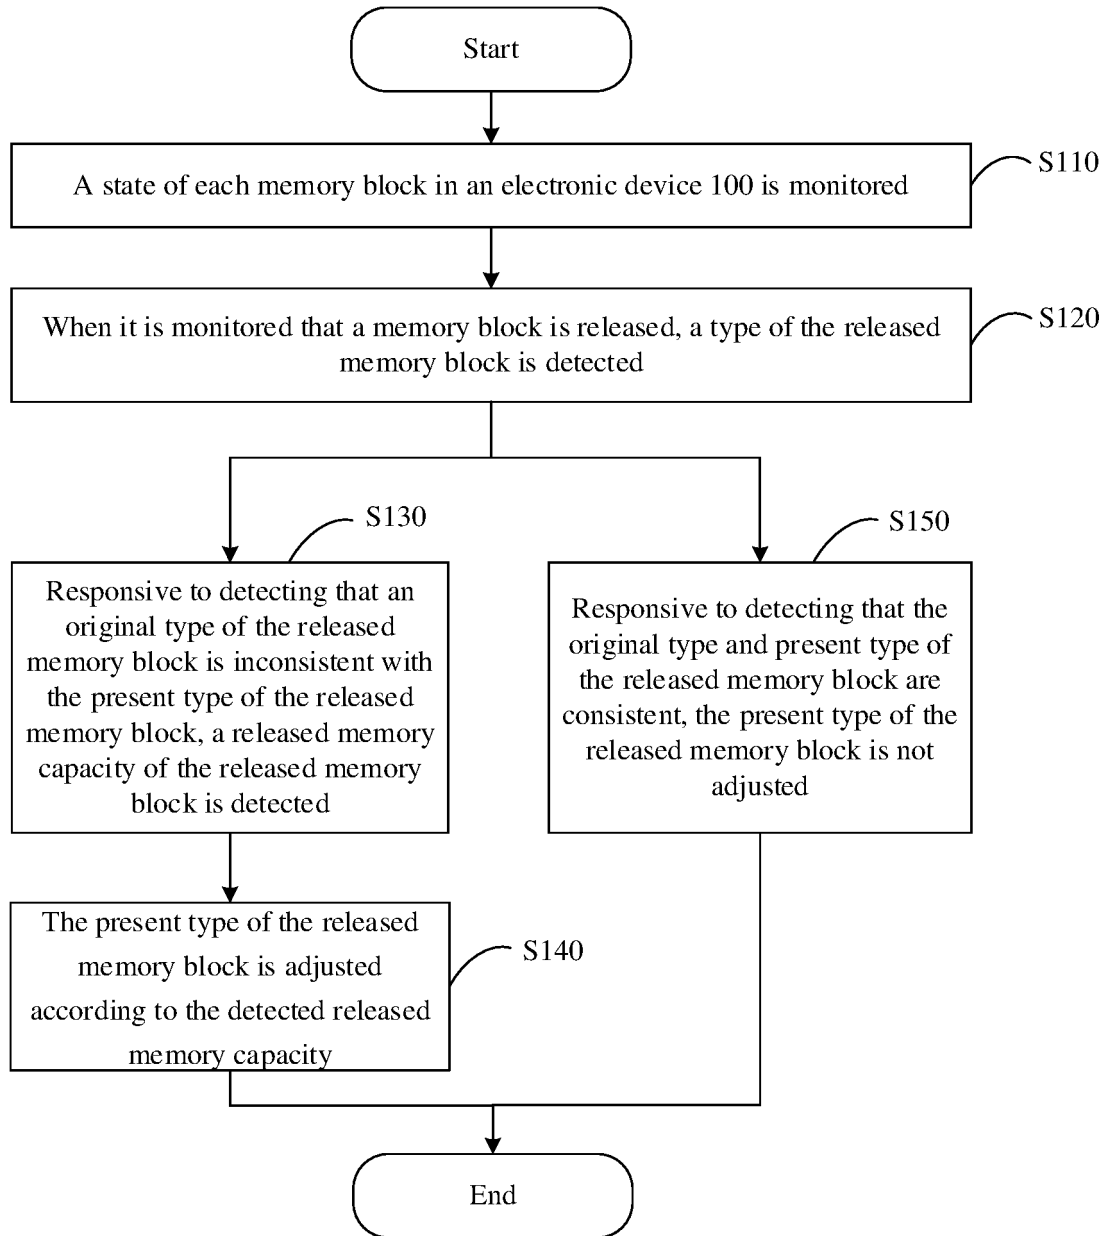 Start
A state of each memory block in an electronic device 100 is monitored
S110
When it is monitored that a memory block is released, a type of the released
memory block is detected
S120
S130
Responsive to detecting that an
original type of the released
memory block is inconsistent with
the present type of the released
memory block, a released memory
capacity of the released memory
block is detected
S150
Responsive to detecting that the
original type and present type of
the released memory block are
consistent, the present type of the
released memory block is not
adjusted
The present type of the released
memory block is adjusted
according to the detected released
memory capacity
S140
End